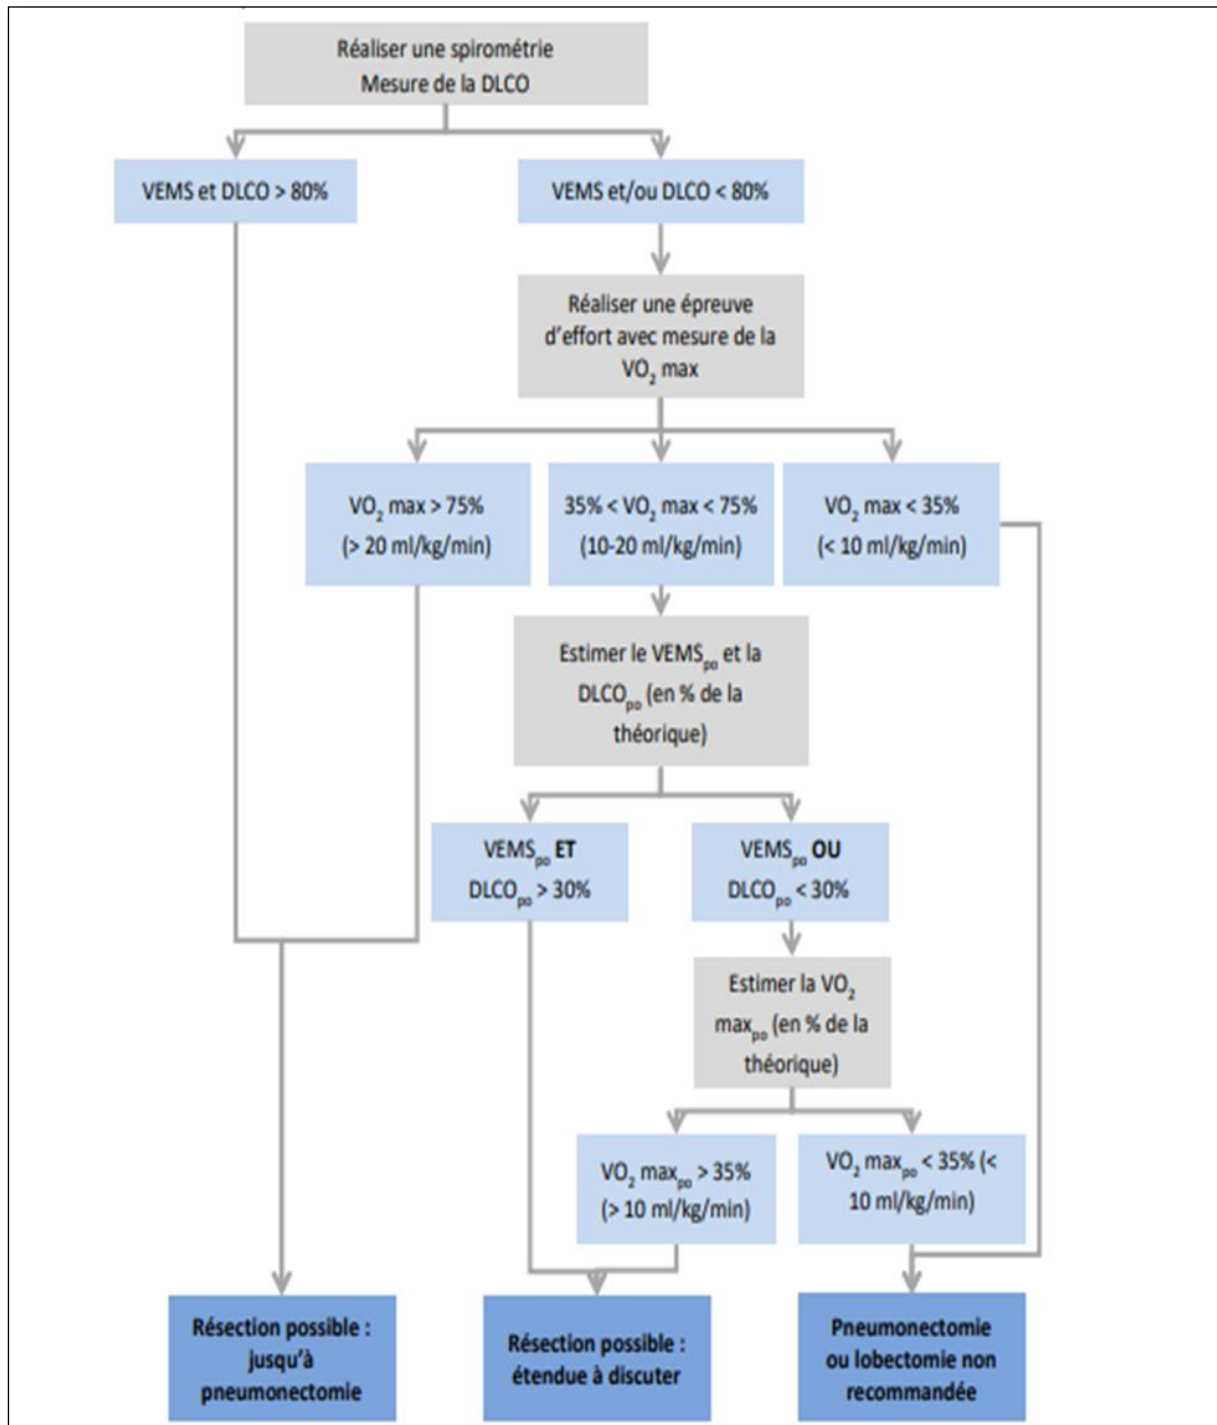 Réaliser une spirométrie
Mesure de la DLCO
VEMS et DLCO > 80%
VEMS et/ou DLCO < 80%
Réaliser une épreuve
d'effort avec mesure de la
VO₂ max
VO₂ max > 75%
(> 20 ml/kg/min)
35% < VO₂ max < 75%
(10-20 ml/kg/min)
VO₂ max < 35%
(< 10 ml/kg/min)
Estimer le VEMSpo et la
DLCOpo (en % de la
théorique)
VEMSpo ET
DLCOpo > 30%
VEMSpo OU
DLCOpo < 30%
Estimer la VO₂
maxpo (en % de la
théorique)
VO₂ maxpo > 35%
(> 10 ml/kg/min)
VO₂ maxpo < 35% (<
10 ml/kg/min)
Résection possible :
jusqu'à
pneumonectomie
Résection possible :
étendue à discuter
Pneumonectomie
ou lobectomie non
recommandée